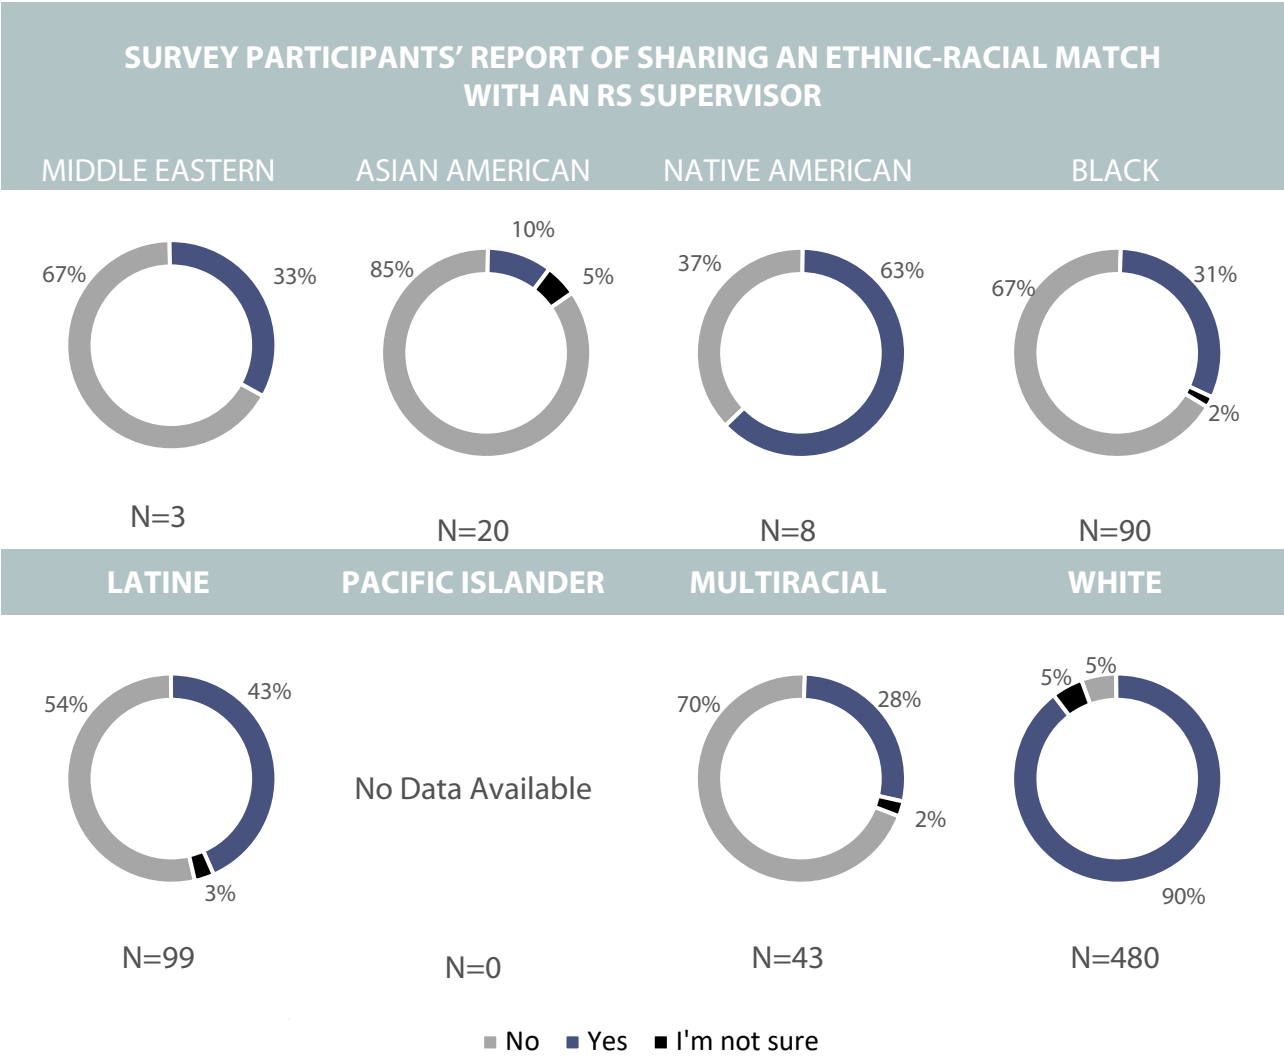 SURVEY PARTICIPANTS’ REPORT OF SHARING AN ETHNIC-RACIAL MATCH
WITH AN RS SUPERVISOR
MIDDLE EASTERN
ASIAN AMERICAN
NATIVE AMERICAN
BLACK
67%
33%
85%
10%
5%
37%
63%
67%
31%
2%
N=3
N=20
N=8
N=90
LATINE
PACIFIC ISLANDER
MULTIRACIAL
WHITE
54%
43%
3%
No Data Available
70%
28%
2%
5%
5%
90%
N=99
N=0
N=43
N=480
No
Yes
I'm not sure